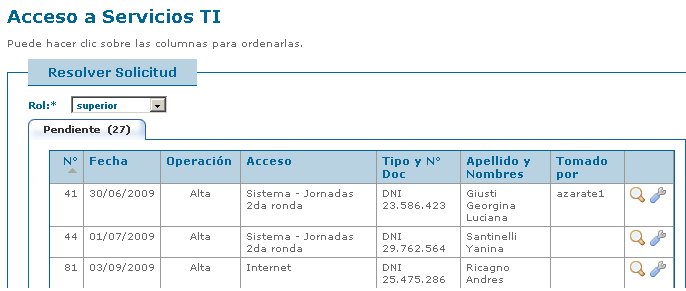 Acceso a Servicios TI
Puede hacer clic sobre las columnas para ordenarlas.
Resolver Solicitud
Rol:* superior
Pendiente (27)
N° Fecha Operación Acceso Tipo y N° Doc Apellido y Nombres Tomado por
41 30/06/2009 Alta Sistema - Jornadas 2da ronda DNI 23.586.423 Giusti Georgina Luciana azarate1
44 01/07/2009 Alta Sistema - Jornadas 2da ronda DNI 29.762.564 Santinelli Yanina
81 03/09/2009 Alta Internet DNI 25.475.286 Ricagno Andres